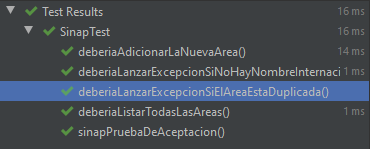 Test Results 16 ms
SinapTest 16 ms
deberiaAdicionarLaNuevaArea() 14 ms
deberiaLanzarExcepcionSiNoHayNombreInternaci 1 ms
deberiaLanzarExcepcionSiElAreaEstaDuplicada()
deberiaListarTodasLasAreas() 1 ms
sinapPruebaDeAceptacion()